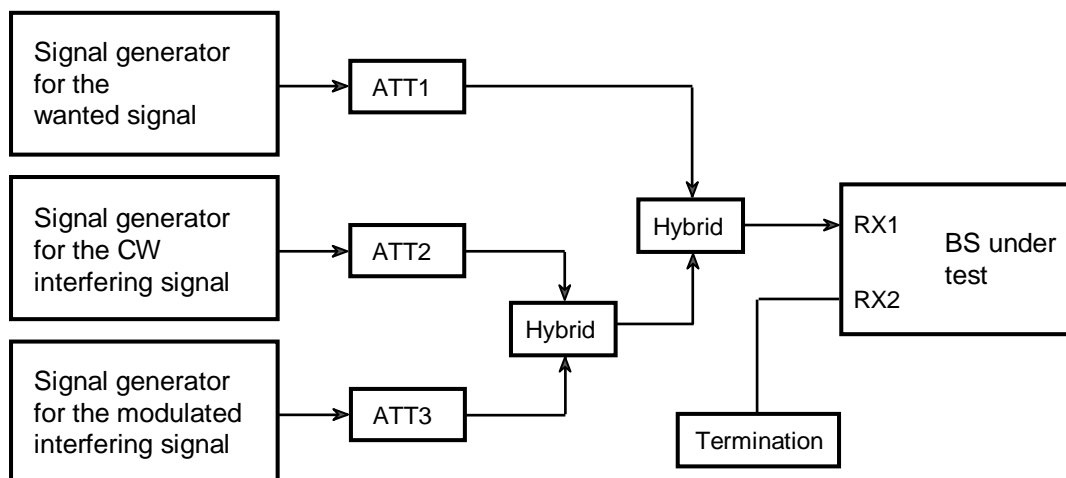 Signal generator
for the
wanted signal
ATT1
Signal generator
for the CW
interfering signal
ATT2
Signal generator
for the modulated
interfering signal
ATT3
Hybrid
Hybrid
RX1
RX2
BS under
test
Termination